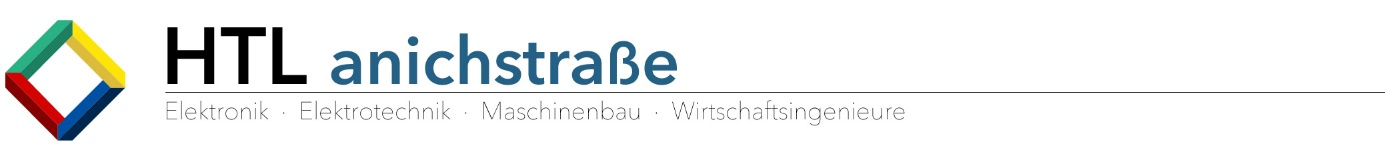 HTL anichstraße
Elektronik · Elektrotechnik · Maschinenbau · Wirtschaftsingenieure